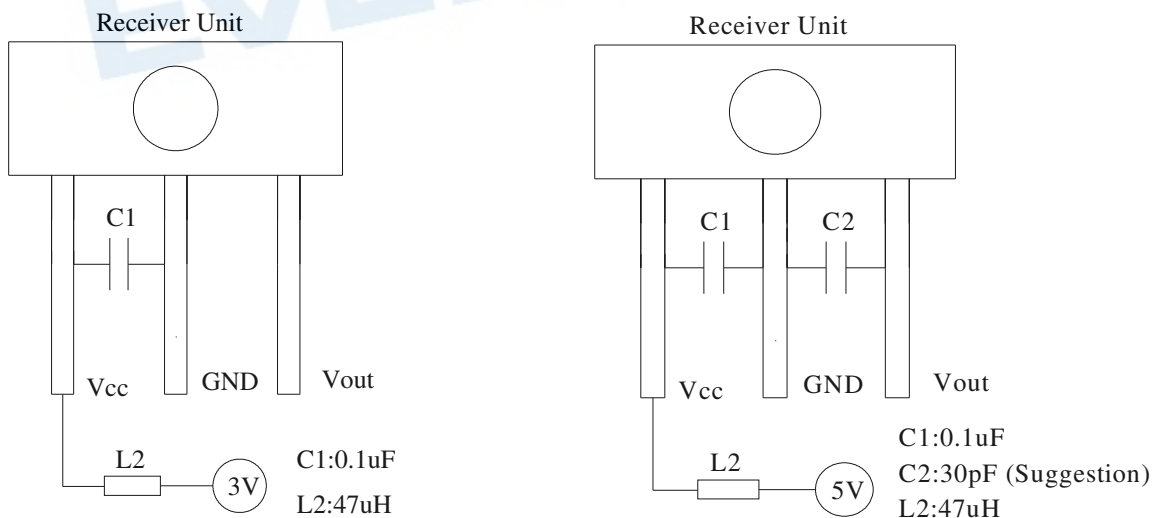 Receiver Unit
C1
Vcc
GND
Vout
L2
3V
C1:0.1uF
L2:47uH
Receiver Unit
C1
C2
Vcc
GND
Vout
L2
5V
C1:0.1uF
C2:30pF (Suggestion)
L2:47uH